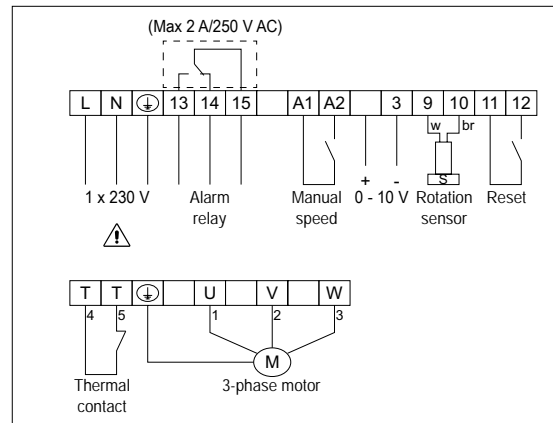 (Max 2 A/250 V AC)
L N 13 14 15 A1 A2 3 9 10 11 12
w br
S
+ -
1 x 230 V Alarm relay Manual speed 0 - 10 V Rotation sensor Reset
T T U V W
4 5 1 2 3
M
Thermal contact 3-phase motor